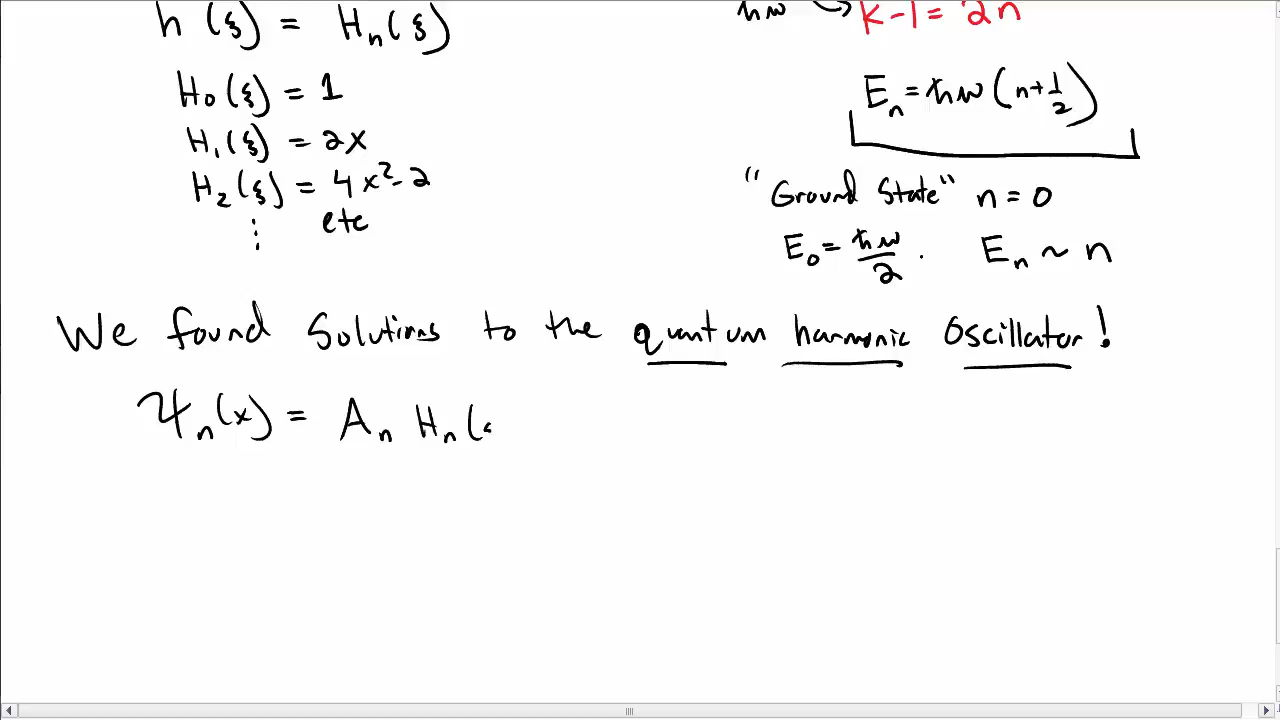 h(ξ) = Hₙ(ξ)
H₀(ξ) = 1
H₁(ξ) = 2x
H₂(ξ) = 4x² - 2
⋮ etc
ħω → k - 1 = 2n
Eₙ = ħω(n + 1/2)
"Ground State" n = 0
E₀ = ħω/2. Eₙ ~ n
We found Solutions to the quantum harmonic Oscillator!
Ψₙ(x) = Aₙ Hₙ(